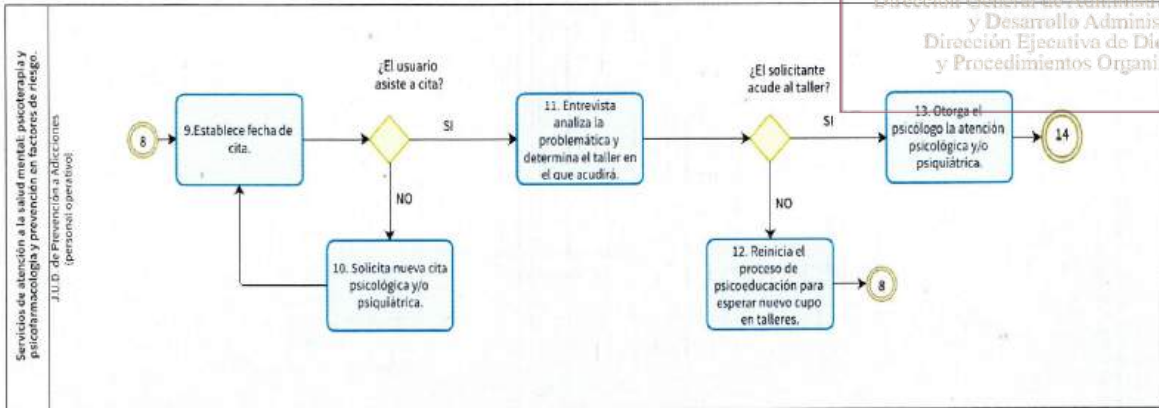 y Desarrollo Adminis
Dirección Ejecutiva de Di
y Procedimientos Organi
Servicios de atención a la salud mental: psicoterapia y
psicofarmacología y prevención en factores de riesgo.
J.U.D. de Prevención a Adicciones
(personal operativo)
8
9.Establece fecha de
cita.
¿El usuario
asiste a cita?
SI
NO
10. Solicita nueva cita
psicológica y/o
psiquiátrica.
11. Entrevista
analiza la
problemática y
determina el taller en
el que acudirá.
¿El solicitante
acude al taller?
SI
NO
12. Reinicia el
proceso de
psicoeducación para
esperar nuevo cupo
en talleres.
8
13. Otorga el
psicólogo la atención
psicológica y/o
psiquiátrica.
14